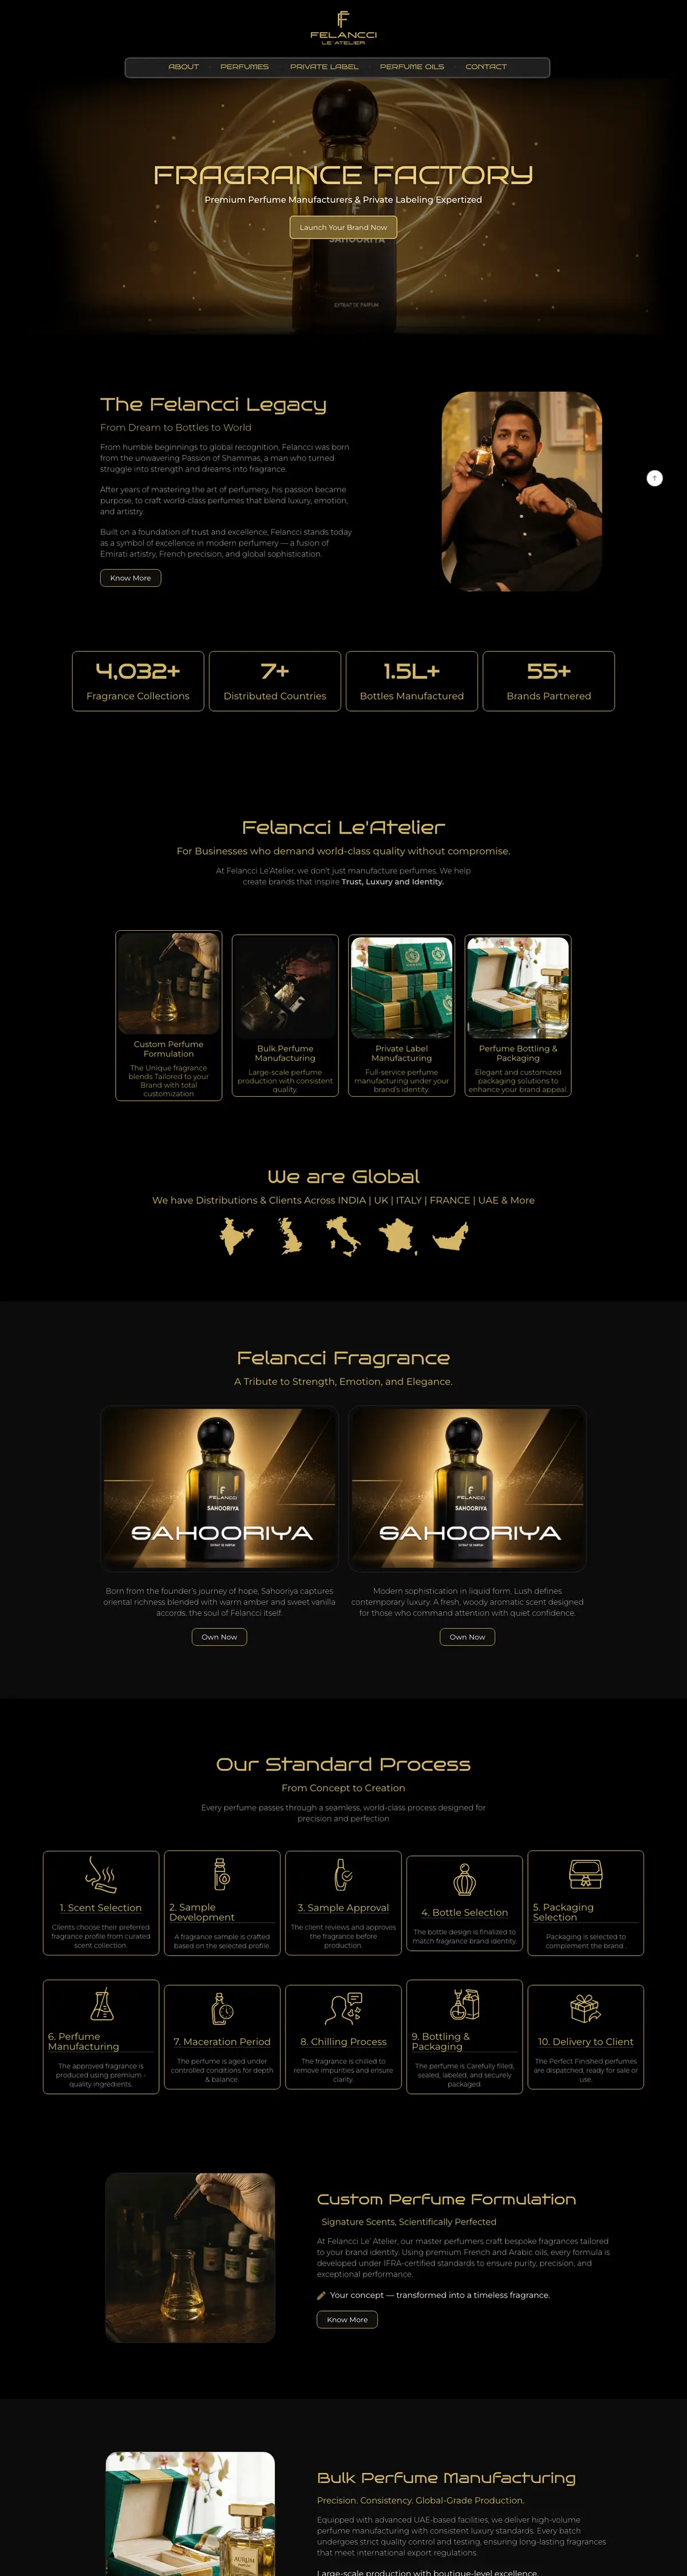 FELANCCI
LE' ATELIER
ABOUT
PERFUMES
PRIVATE LABEL
PERFUME OILS
CONTACT
FRAGRANCE FACTORY
Premium Perfume Manufacturers & Private Labeling Expertized
Launch Your Brand Now
SAHOORIYA
EXTRAIT DE PARFUM
The Felancci Legacy
From Dream to Bottles to World
From humble beginnings to global recognition, Felancci was born
from the unwavering Passion of Shammas, a man who turned
struggle into strength and dreams into fragrance.
After years of mastering the art of perfumery, his passion became
purpose, to craft world-class perfumes that blend luxury, emotion,
and artistry.
Built on a foundation of trust and excellence, Felancci stands today
as a symbol of excellence in modern perfumery — a fusion of
Emirati artistry, French precision, and global sophistication.
Know More
4,032+
Fragrance Collections
7+
Distributed Countries
1.5L+
Bottles Manufactured
55+
Brands Partnered
Felancci Le'Atelier
For Businesses who demand world-class quality without compromise.
At Felancci Le'Atelier, we don't just manufacture perfumes. We help
create brands that inspire Trust, Luxury and Identity.
Custom Perfume
Formulation
The Unique fragrance
blends Tailored to your
Brand with total
customization
Bulk Perfume
Manufacturing
Large-scale perfume
production with consistent
quality.
Private Label
Manufacturing
Full-service perfume
manufacturing under your
brand's identity.
Perfume Bottling &
Packaging
Elegant and customized
packaging solutions to
enhance your brand appeal.
We are Global
We have Distributions & Clients Across INDIA | UK | ITALY | FRANCE | UAE & More
Felancci Fragrance
A Tribute to Strength, Emotion, and Elegance.
FELANCCI
SAHOORIYA
SAHOORIYA
EXTRAIT DE PARFUM
Born from the founder's journey of hope, Sahooriya captures
oriental richness blended with warm amber and sweet vanilla
accords. the soul of Felancci itself.
Own Now
FELANCCI
SAHOORIYA
SAHOORIYA
EXTRAIT DE PARFUM
Modern sophistication in liquid form. Lush defines
contemporary luxury. A fresh, woody aromatic scent designed
for those who command attention with quiet confidence.
Own Now
Our Standard Process
From Concept to Creation
Every perfume passes through a seamless, world-class process designed for
precision and perfection
1. Scent Selection
Clients choose their preferred
fragrance profile from curated
scent collection.
2. Sample
Development
A fragrance sample is crafted
based on the selected profile.
3. Sample Approval
The client reviews and approves
the fragrance before
production.
4. Bottle Selection
The bottle design is finalized to
match fragrance brand identity.
5. Packaging
Selection
Packaging is selected to
complement the brand.
6. Perfume
Manufacturing
The approved fragrance is
produced using premium -
quality ingredients.
7. Maceration Period
The perfume is aged under
controlled conditions for depth
& balance.
8. Chilling Process
The fragrance is chilled to
remove impurities and ensure
clarity.
9. Bottling &
Packaging
The perfume is Carefully filled,
sealed, labeled, and securely
packaged.
10. Delivery to Client
The Perfect Finished perfumes
are dispatched, ready for sale or
use.
Custom Perfume Formulation
Signature Scents, Scientifically Perfected
At Felancci Le' Atelier, our master perfumers craft bespoke fragrances tailored
to your brand identity. Using premium French and Arabic oils, every formula is
developed under IFRA-certified standards to ensure purity, precision, and
exceptional performance.
Your concept — transformed into a timeless fragrance.
Know More
Bulk Perfume Manufacturing
Precision. Consistency. Global-Grade Production.
Equipped with advanced UAE-based facilities, we deliver high-volume
perfume manufacturing with consistent luxury standards. Every batch
undergoes strict quality control and testing, ensuring long-lasting fragrances
that meet international export regulations.
AURUM
Large-scale production with boutique-level excellence.